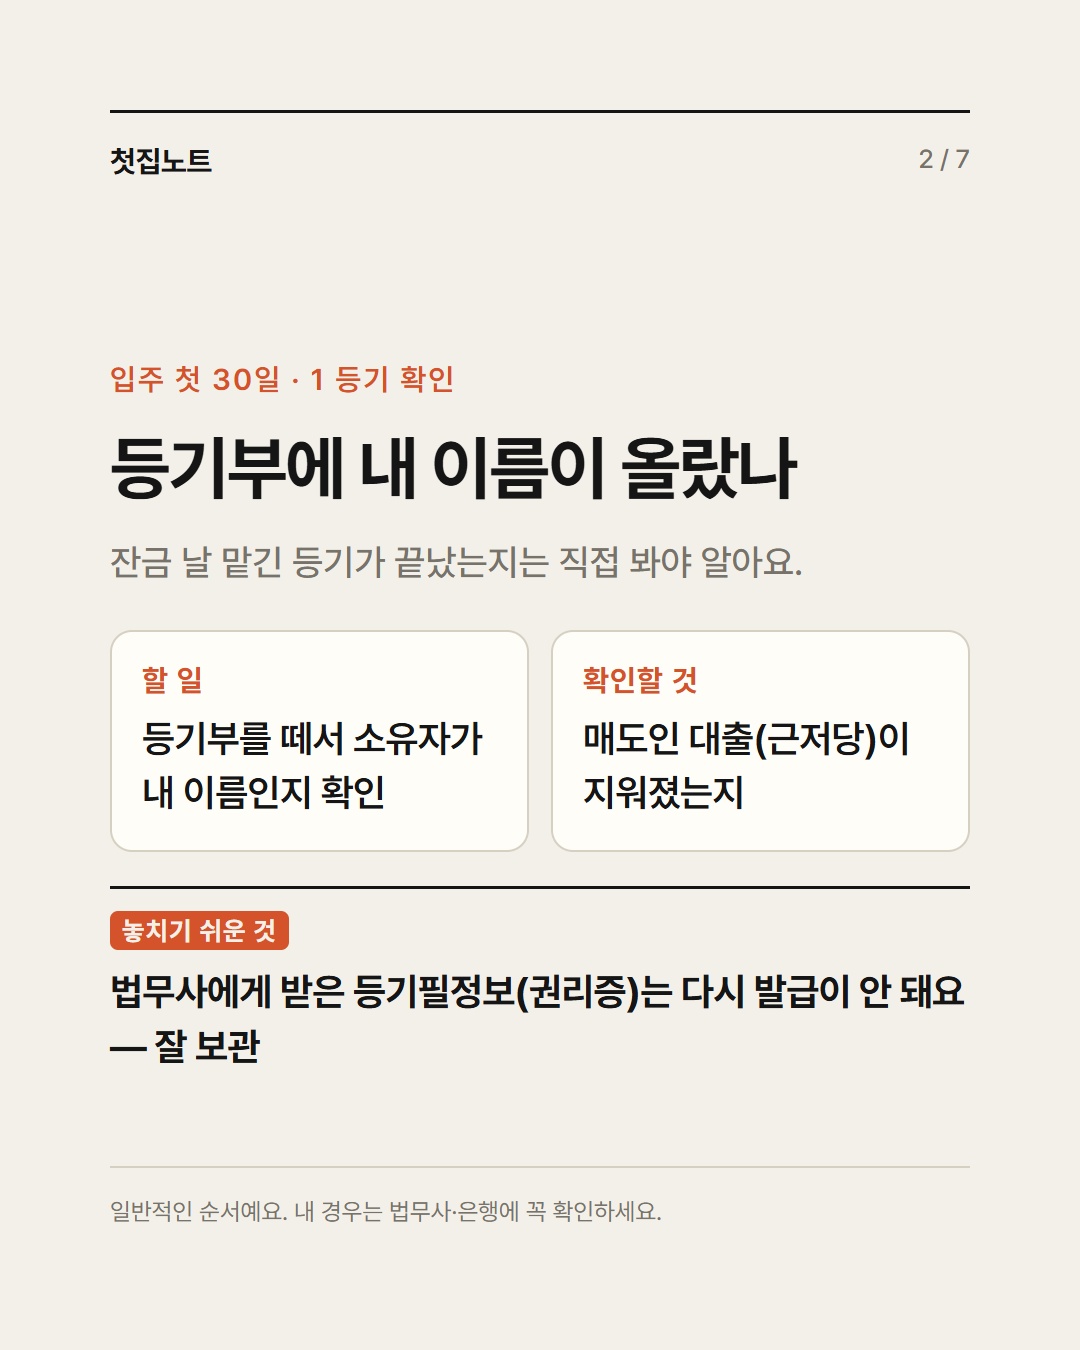 첫집노트
2 / 7
입주 첫 30일 · 1 등기 확인
등기부에 내 이름이 올랐나
잔금 날 맡긴 등기가 끝났는지는 직접 봐야 알아요.
할 일
등기부를 떼서 소유자가
내 이름인지 확인
확인할 것
매도인 대출(근저당)이
지워졌는지
놓치기 쉬운 것
법무사에게 받은 등기필정보(권리증)는 다시 발급이 안 돼요
— 잘 보관
일반적인 순서예요. 내 경우는 법무사·은행에 꼭 확인하세요.